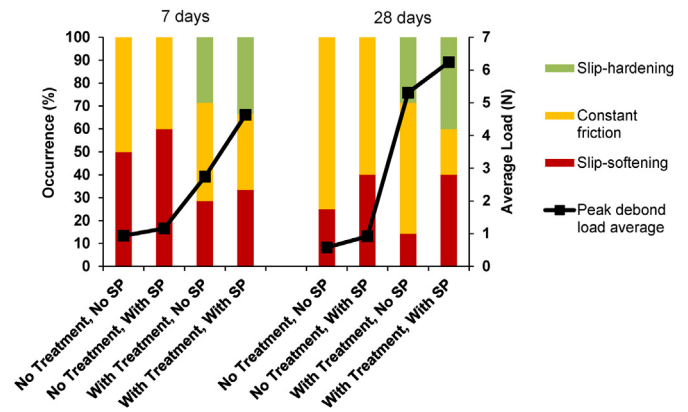 7 days
28 days
100
90
80
70
60
50
40
30
20
10
0
Occurrence (%)
7
6
5
4
3
2
1
0
Average Load (N)
No Treatment, No SP
No Treatment, With SP
With Treatment, No SP
With Treatment, With SP
No Treatment, No SP
No Treatment, With SP
With Treatment, No SP
With Treatment, With SP
Slip-hardening
Constant
friction
Slip-softening
Peak debond
load average